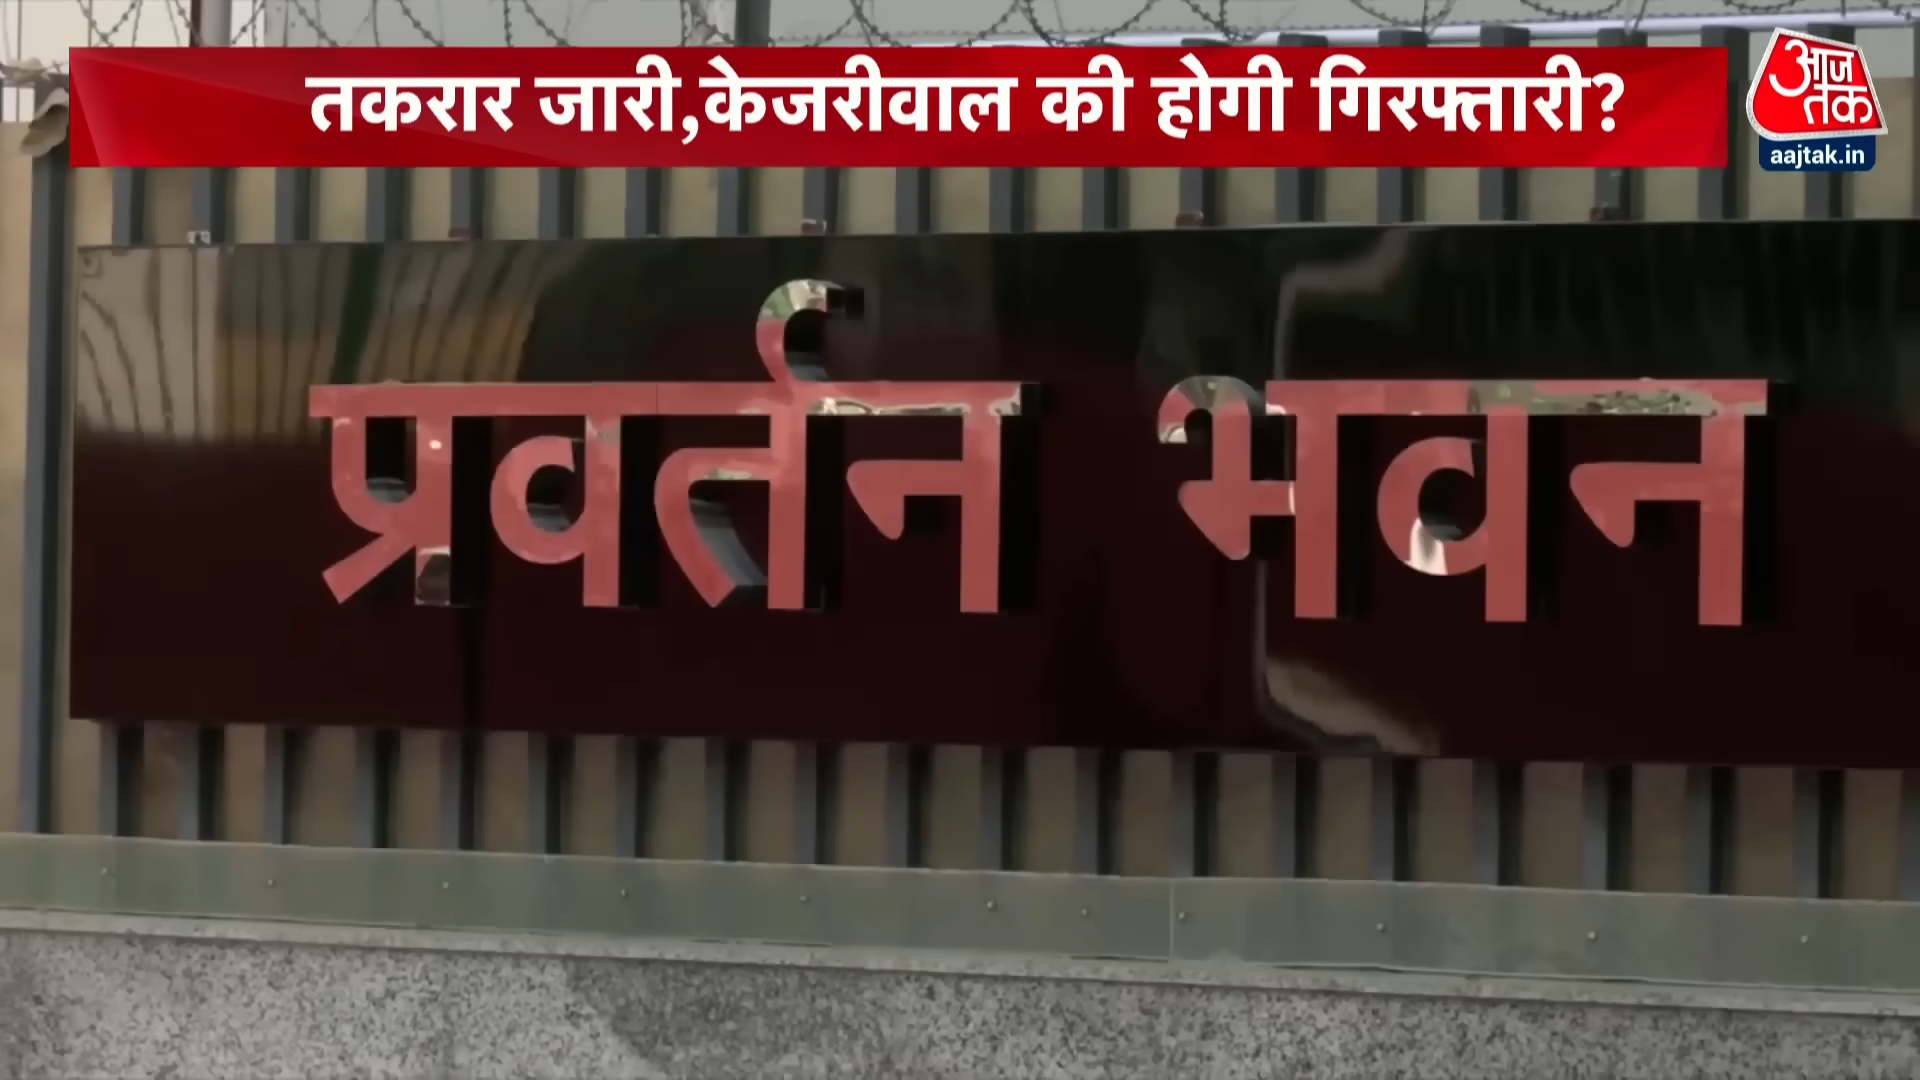 तकरार जारी,केजरीवाल की होगी गिरफ्तारी?
आज
तक
aajtak.in
प्रवर्तन भवन